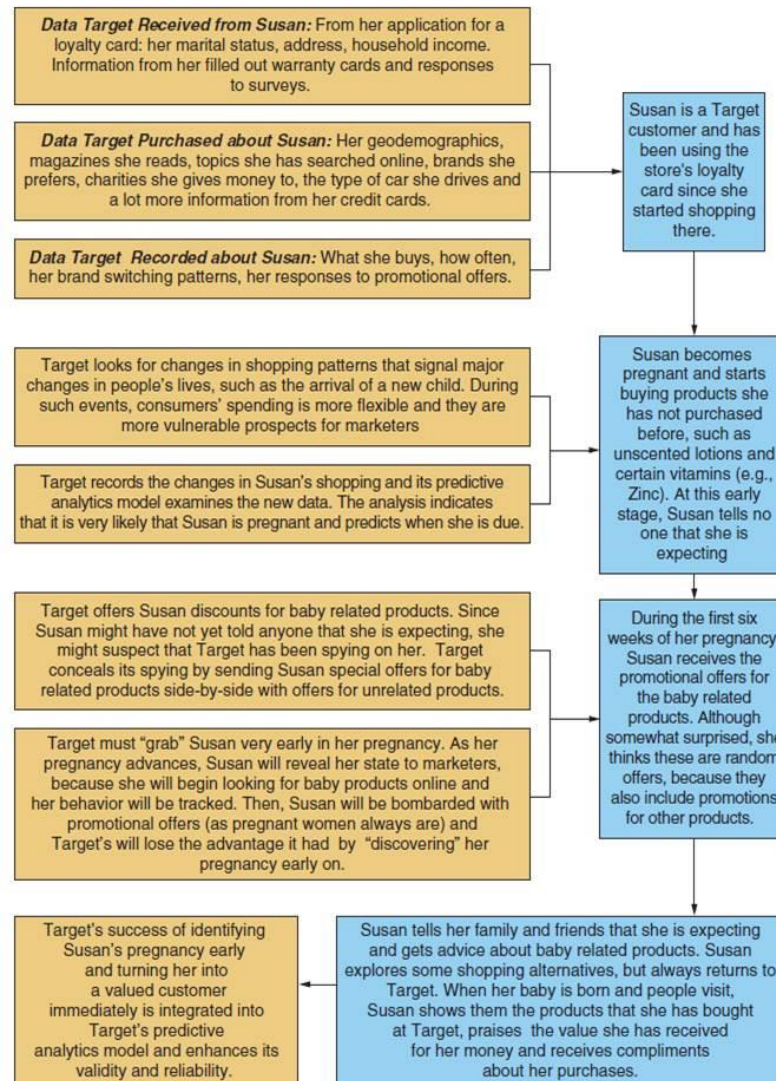 Data Target Received from Susan: From her application for a
loyalty card: her marital status, address, household income.
Information from her filled out warranty cards and responses
to surveys.
Data Target Purchased about Susan: Her geodemographics,
magazines she reads, topics she has searched online, brands she
prefers, charities she gives money to, the type of car she drives and
a lot more information from her credit cards.
Data Target Recorded about Susan: What she buys, how often,
her brand switching patterns, her responses to promotional offers.
Susan is a Target
customer and has
been using the
store's loyalty
card since she
started shopping
there.
Target looks for changes in shopping patterns that signal major
changes in people's lives, such as the arrival of a new child. During
such events, consumers' spending is more flexible and they are
more vulnerable prospects for marketers
Target records the changes in Susan's shopping and its predictive
analytics model examines the new data. The analysis indicates
that it is very likely that Susan is pregnant and predicts when she is due.
Susan becomes
pregnant and starts
buying products she
has not purchased
before, such as
unscented lotions and
certain vitamins (e.g.,
Zinc). At this early
stage, Susan tells no
one that she is
expecting
Target offers Susan discounts for baby related products. Since
Susan might have not yet told anyone that she is expecting, she
might suspect that Target has been spying on her. Target
conceals its spying by sending Susan special offers for baby
related products side-by-side with offers for unrelated products.
Target must "grab" Susan very early in her pregnancy. As her
pregnancy advances, Susan will reveal her state to marketers,
because she will begin looking for baby products online and
her behavior will be tracked. Then, Susan will be bombarded with
promotional offers (as pregnant women always are) and
Target's will lose the advantage it had by "discovering" her
pregnancy early on.
During the first six
weeks of her pregnancy
Susan receives the
promotional offers for
the baby related
products. Although
somewhat surprised, she
thinks these are random
offers, because they
also include promotions
for other products.
Target's success of identifying
Susan's pregnancy early
and turning her into
a valued customer
immediately is integrated into
Target's predictive
analytics model and enhances its
validity and reliability.
Susan tells her family and friends that she is expecting
and gets advice about baby related products. Susan
explores some shopping alternatives, but always returns to
Target. When her baby is born and people visit,
Susan shows them the products that she has bought
at Target, praises the value she has received
for her money and receives compliments
about her purchases.